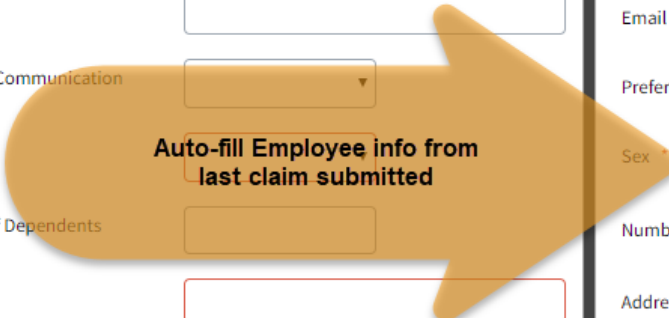 Email
Communication
Auto-fill Employee info from
last claim submitted
Sex *
Dependents